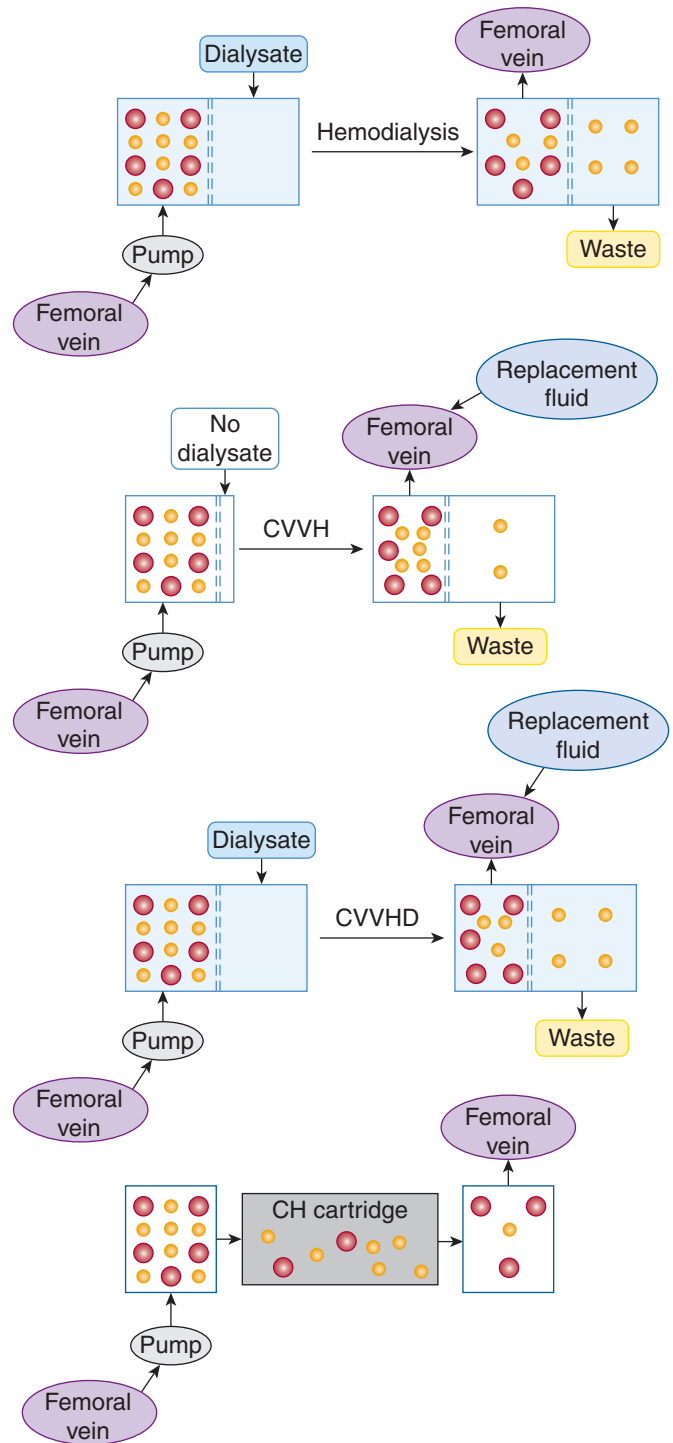 Femoral
vein
Dialysate
Hemodialysis
Pump
Waste
Femoral
vein
Replacement
fluid
No
dialysate
Femoral
vein
CVVH
Pump
Waste
Femoral
vein
Replacement
fluid
Femoral
vein
Dialysate
CVVHD
Pump
Waste
Femoral
vein
Femoral
vein
CH cartridge
Pump
Femoral
vein